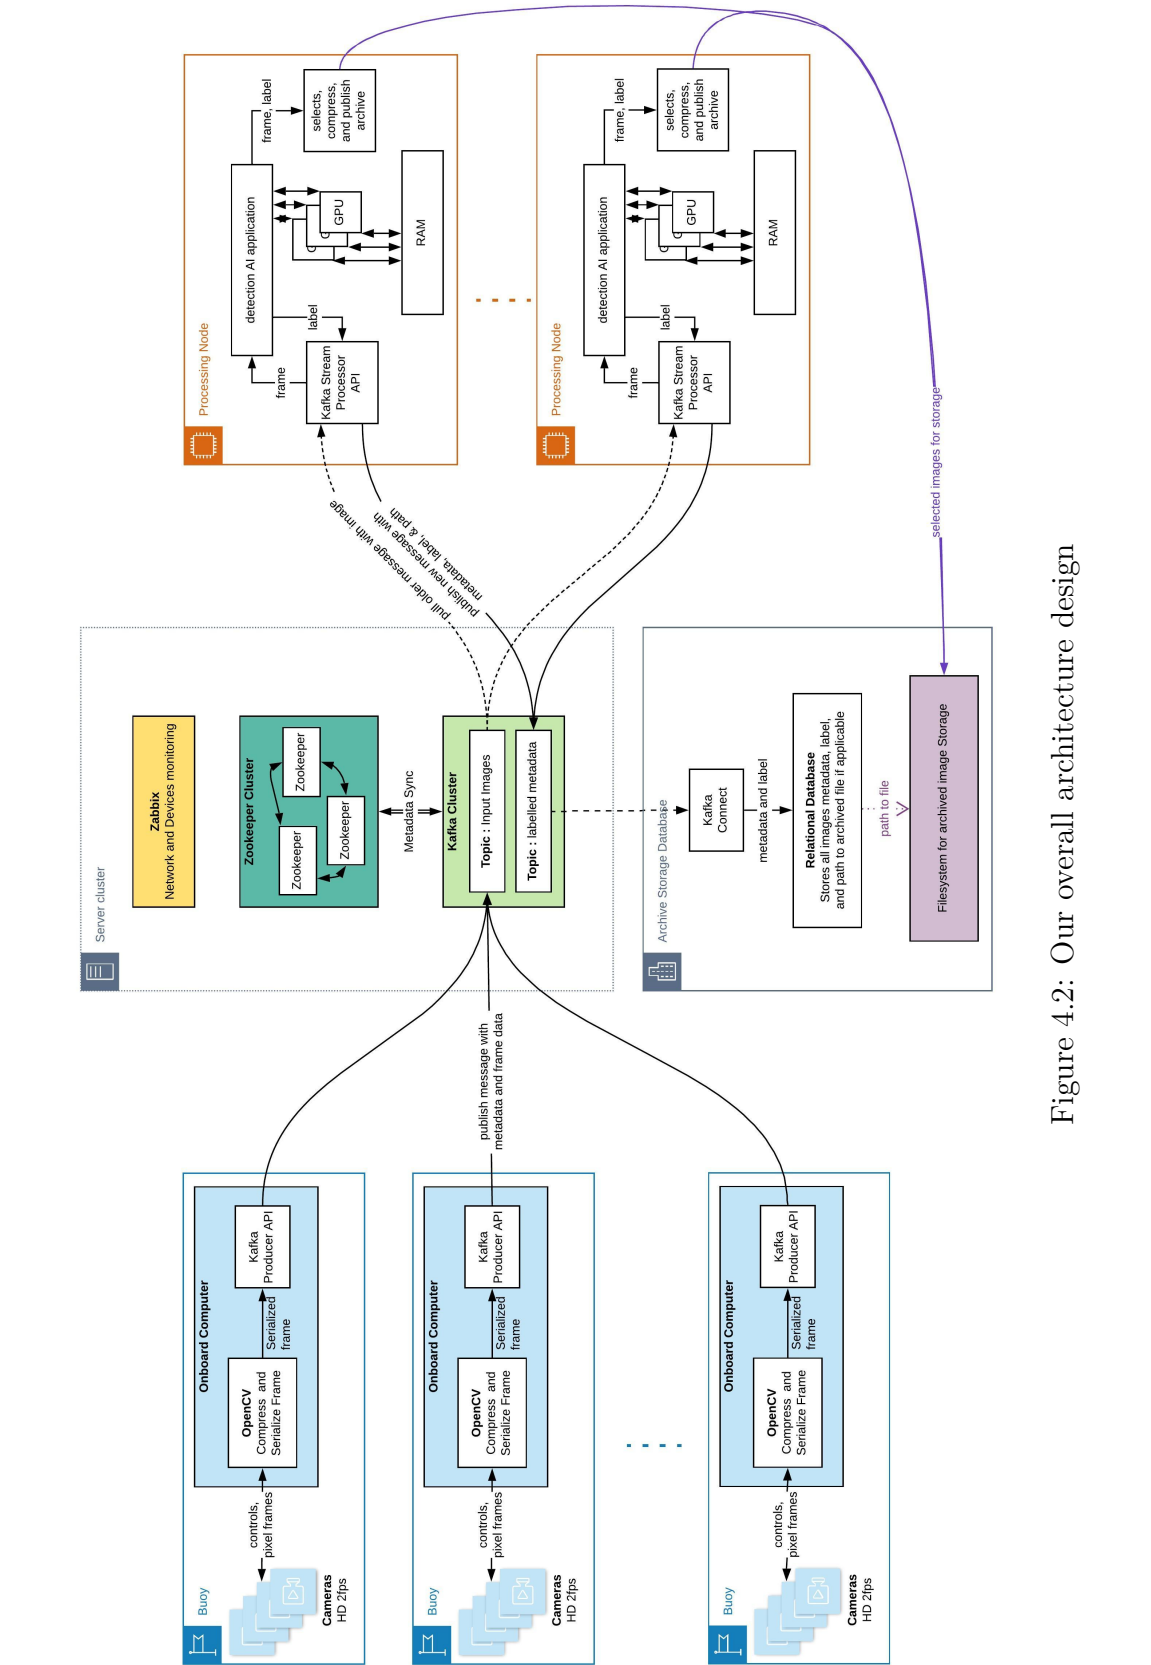 Buoy
Cameras
HD 2fps
controls,
pixel frames
Onboard Computer
OpenCV
Compress and
Serialize Frame
Serialized
frame
Kafka
Producer API
Buoy
Cameras
HD 2fps
controls,
pixel frames
Onboard Computer
OpenCV
Compress and
Serialize Frame
Serialized
frame
Kafka
Producer API
Buoy
Cameras
HD 2fps
controls,
pixel frames
Onboard Computer
OpenCV
Compress and
Serialize Frame
Serialized
frame
Kafka
Producer API
publish message with
metadata and frame data
Server cluster
Zabbix
Network and Devices monitoring
Zookeeper Cluster
Zookeeper
Zookeeper
Zookeeper
Metadata Sync
Kafka Cluster
Topic : Input Images
Topic : labelled metadata
Archive Storage Database
Kafka
Connect
metadata and label
Relational Database
Stores all images metadata, label,
and path to archived file if applicable
path to file
Filesystem for archived image Storage
pull older message with image
publish new message with
metadata, label, & path
Processing Node
Kafka Stream
Processor
API
frame
label
detection AI application
G
G
GPU
RAM
frame, label
selects,
compress,
and publish
archive
Processing Node
Kafka Stream
Processor
API
frame
label
detection AI application
G
G
GPU
RAM
frame, label
selects,
compress,
and publish
archive
selected images for storage
Figure 4.2: Our overall architecture design